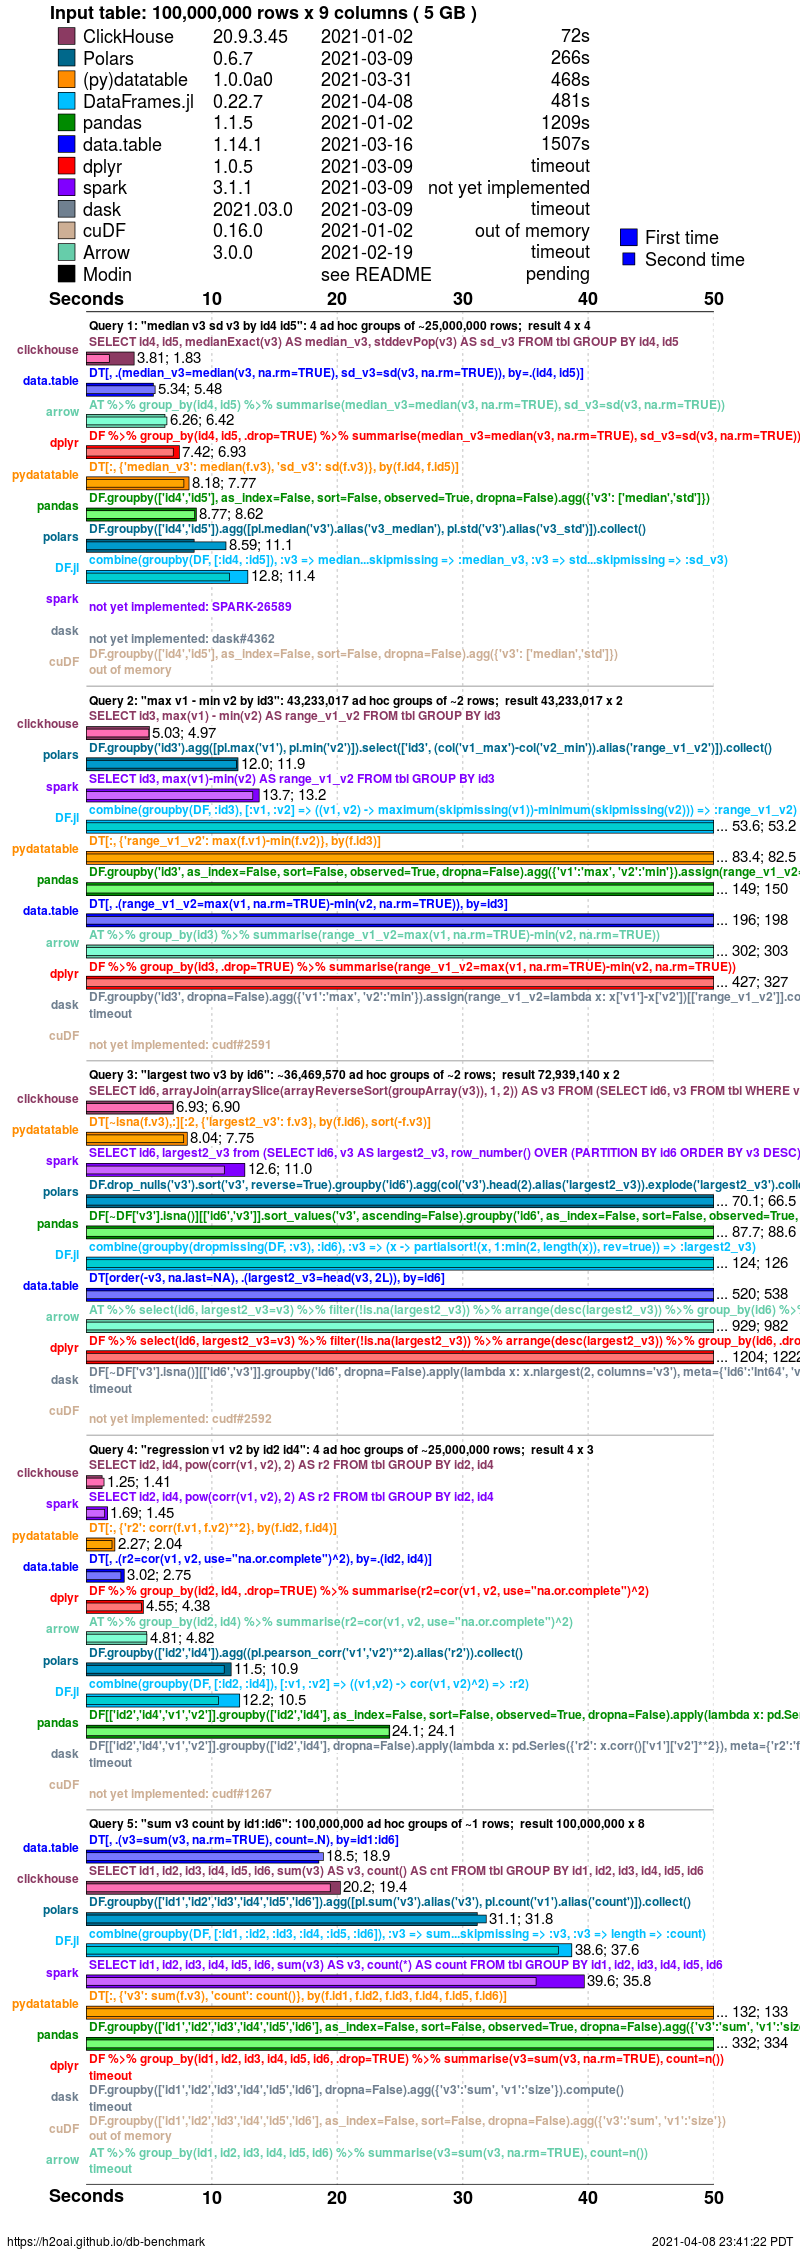 Input table: 100,000,000 rows x 9 columns ( 5 GB )
ClickHouse 20.9.3.45 2021-01-02 72s
Polars 0.6.7 2021-03-09 266s
(py)datatable 1.0.0a0 2021-03-31 468s
DataFrames.jl 0.22.7 2021-04-08 481s
pandas 1.1.5 2021-01-02 1209s
data.table 1.14.1 2021-03-16 1507s
dplyr 1.0.5 2021-03-09 timeout
spark 3.1.1 2021-03-09 not yet implemented
dask 2021.03.0 2021-03-09 timeout
cuDF 0.16.0 2021-01-02 out of memory
Arrow 3.0.0 2021-02-19 timeout
Modin see README pending
First time
Second time
Seconds 10 20 30 40 50
Query 1: "median v3 sd v3 by id4 id5": 4 ad hoc groups of ~25,000,000 rows; result 4 x 4
SELECT id4, id5, medianExact(v3) AS median_v3, stddevPop(v3) AS sd_v3 FROM tbl GROUP BY id4, id5
clickhouse 3.81; 1.83
DT[, .(median_v3=median(v3, na.rm=TRUE), sd_v3=sd(v3, na.rm=TRUE)), by=.(id4, id5)]
data.table 5.34; 5.48
AT %>% group_by(id4, id5) %>% summarise(median_v3=median(v3, na.rm=TRUE), sd_v3=sd(v3, na.rm=TRUE))
arrow 6.26; 6.42
DF %>% group_by(id4, id5, .drop=TRUE) %>% summarise(median_v3=median(v3, na.rm=TRUE), sd_v3=sd(v3, na.rm=TRUE))
dplyr 7.42; 6.93
DT[:, {'median_v3': median(f.v3), 'sd_v3': sd(f.v3)}, by(f.id4, f.id5)]
pydatatable 8.18; 7.77
DF.groupby(['id4','id5'], as_index=False, sort=False, observed=True, dropna=False).agg({'v3': ['median','std']})
pandas 8.77; 8.62
DF.groupby(['id4','id5']).agg([pl.median('v3').alias('v3_median'), pl.std('v3').alias('v3_std')]).collect()
polars 8.59; 11.1
combine(groupby(DF, [:id4, :id5]), :v3 => median...skipmissing => :median_v3, :v3 => std...skipmissing => :sd_v3)
DF.jl 12.8; 11.4
spark
not yet implemented: SPARK-26589
dask
not yet implemented: dask#4362
DF.groupby(['id4','id5'], as_index=False, sort=False, dropna=False).agg({'v3': ['median','std']})
cuDF
out of memory
Query 2: "max v1 - min v2 by id3": 43,233,017 ad hoc groups of ~2 rows; result 43,233,017 x 2
SELECT id3, max(v1) - min(v2) AS range_v1_v2 FROM tbl GROUP BY id3
clickhouse 5.03; 4.97
DF.groupby('id3').agg([pl.max('v1'), pl.min('v2')]).select(['id3', (col('v1_max')-col('v2_min')).alias('range_v1_v2')]).collect()
polars 12.0; 11.9
SELECT id3, max(v1)-min(v2) AS range_v1_v2 FROM tbl GROUP BY id3
spark 13.7; 13.2
combine(groupby(DF, :id3), [:v1, :v2] => ((v1, v2) -> maximum(skipmissing(v1))-minimum(skipmissing(v2))) => :range_v1_v2)
DF.jl ... 53.6; 53.2
DT[:, {'range_v1_v2': max(f.v1)-min(f.v2)}, by(f.id3)]
pydatatable ... 83.4; 82.5
DF.groupby('id3', as_index=False, sort=False, observed=True, dropna=False).agg({'v1':'max', 'v2':'min'}).assign(range_v1_v2=
pandas ... 149; 150
DT[, .(range_v1_v2=max(v1, na.rm=TRUE)-min(v2, na.rm=TRUE)), by=id3]
data.table ... 196; 198
AT %>% group_by(id3) %>% summarise(range_v1_v2=max(v1, na.rm=TRUE)-min(v2, na.rm=TRUE))
arrow ... 302; 303
DF %>% group_by(id3, .drop=TRUE) %>% summarise(range_v1_v2=max(v1, na.rm=TRUE)-min(v2, na.rm=TRUE))
dplyr ... 427; 327
DF.groupby('id3', dropna=False).agg({'v1':'max', 'v2':'min'}).assign(range_v1_v2=lambda x: x['v1']-x['v2'])[['range_v1_v2']].co
dask
timeout
cuDF
not yet implemented: cudf#2591
Query 3: "largest two v3 by id6": ~36,469,570 ad hoc groups of ~2 rows; result 72,939,140 x 2
SELECT id6, arrayJoin(arraySlice(arrayReverseSort(groupArray(v3)), 1, 2)) AS v3 FROM (SELECT id6, v3 FROM tbl WHERE v
clickhouse 6.93; 6.90
DT[~isna(f.v3),:][:2, {'largest2_v3': f.v3}, by(f.id6), sort(-f.v3)]
pydatatable 8.04; 7.75
SELECT id6, largest2_v3 from (SELECT id6, v3 AS largest2_v3, row_number() OVER (PARTITION BY id6 ORDER BY v3 DESC)
spark 12.6; 11.0
DF.drop_nulls('v3').sort('v3', reverse=True).groupby('id6').agg(col('v3').head(2).alias('largest2_v3')).explode('largest2_v3').colle
polars ... 70.1; 66.5
DF[~DF['v3'].isna()][['id6','v3']].sort_values('v3', ascending=False).groupby('id6', as_index=False, sort=False, observed=True,
pandas ... 87.7; 88.6
combine(groupby(dropmissing(DF, :v3), :id6), :v3 => (x -> partialsort!(x, 1:min(2, length(x)), rev=true)) => :largest2_v3)
DF.jl ... 124; 126
DT[order(-v3, na.last=NA), .(largest2_v3=head(v3, 2L)), by=id6]
data.table ... 520; 538
AT %>% select(id6, largest2_v3=v3) %>% filter(!is.na(largest2_v3)) %>% arrange(desc(largest2_v3)) %>% group_by(id6) %>%
arrow ... 929; 982
DF %>% select(id6, largest2_v3=v3) %>% filter(!is.na(largest2_v3)) %>% arrange(desc(largest2_v3)) %>% group_by(id6, .dro
dplyr ... 1204; 1222
DF[~DF['v3'].isna()][['id6','v3']].groupby('id6', dropna=False).apply(lambda x: x.nlargest(2, columns='v3'), meta={'id6':'Int64', 'v
dask
timeout
cuDF
not yet implemented: cudf#2592
Query 4: "regression v1 v2 by id2 id4": 4 ad hoc groups of ~25,000,000 rows; result 4 x 3
SELECT id2, id4, pow(corr(v1, v2), 2) AS r2 FROM tbl GROUP BY id2, id4
clickhouse 1.25; 1.41
SELECT id2, id4, pow(corr(v1, v2), 2) AS r2 FROM tbl GROUP BY id2, id4
spark 1.69; 1.45
DT[:, {'r2': corr(f.v1, f.v2)**2}, by(f.id2, f.id4)]
pydatatable 2.27; 2.04
DT[, .(r2=cor(v1, v2, use="na.or.complete")^2), by=.(id2, id4)]
data.table 3.02; 2.75
DF %>% group_by(id2, id4, .drop=TRUE) %>% summarise(r2=cor(v1, v2, use="na.or.complete")^2)
dplyr 4.55; 4.38
AT %>% group_by(id2, id4) %>% summarise(r2=cor(v1, v2, use="na.or.complete")^2)
arrow 4.81; 4.82
DF.groupby(['id2','id4']).agg((pl.pearson_corr('v1','v2')**2).alias('r2')).collect()
polars 11.5; 10.9
combine(groupby(DF, [:id2, :id4]), [:v1, :v2] => ((v1,v2) -> cor(v1, v2)^2) => :r2)
DF.jl 12.2; 10.5
DF[['id2','id4','v1','v2']].groupby(['id2','id4'], as_index=False, sort=False, observed=True, dropna=False).apply(lambda x: pd.Se
pandas 24.1; 24.1
DF[['id2','id4','v1','v2']].groupby(['id2','id4'], dropna=False).apply(lambda x: pd.Series({'r2': x.corr()['v1']['v2']**2}), meta={'r2':'f
dask
timeout
cuDF
not yet implemented: cudf#1267
Query 5: "sum v3 count by id1:id6": 100,000,000 ad hoc groups of ~1 rows; result 100,000,000 x 8
DT[, .(v3=sum(v3, na.rm=TRUE), count=.N), by=id1:id6]
data.table 18.5; 18.9
SELECT id1, id2, id3, id4, id5, id6, sum(v3) AS v3, count() AS cnt FROM tbl GROUP BY id1, id2, id3, id4, id5, id6
clickhouse 20.2; 19.4
DF.groupby(['id1','id2','id3','id4','id5','id6']).agg([pl.sum('v3').alias('v3'), pl.count('v1').alias('count')]).collect()
polars 31.1; 31.8
combine(groupby(DF, [:id1, :id2, :id3, :id4, :id5, :id6]), :v3 => sum...skipmissing => :v3, :v3 => length => :count)
DF.jl 38.6; 37.6
SELECT id1, id2, id3, id4, id5, id6, sum(v3) AS v3, count(*) AS count FROM tbl GROUP BY id1, id2, id3, id4, id5, id6
spark 39.6; 35.8
DT[:, {'v3': sum(f.v3), 'count': count()}, by(f.id1, f.id2, f.id3, f.id4, f.id5, f.id6)]
pydatatable ... 132; 133
DF.groupby(['id1','id2','id3','id4','id5','id6'], as_index=False, sort=False, observed=True, dropna=False).agg({'v3':'sum', 'v1':'size
pandas ... 332; 334
DF %>% group_by(id1, id2, id3, id4, id5, id6, .drop=TRUE) %>% summarise(v3=sum(v3, na.rm=TRUE), count=n())
dplyr
timeout
DF.groupby(['id1','id2','id3','id4','id5','id6'], dropna=False).agg({'v3':'sum', 'v1':'size'}).compute()
dask
timeout
DF.groupby(['id1','id2','id3','id4','id5','id6'], as_index=False, sort=False, dropna=False).agg({'v3':'sum', 'v1':'size'})
cuDF
out of memory
AT %>% group_by(id1, id2, id3, id4, id5, id6) %>% summarise(v3=sum(v3, na.rm=TRUE), count=n())
arrow
timeout
Seconds 10 20 30 40 50
https://h2oai.github.io/db-benchmark 2021-04-08 23:41:22 PDT